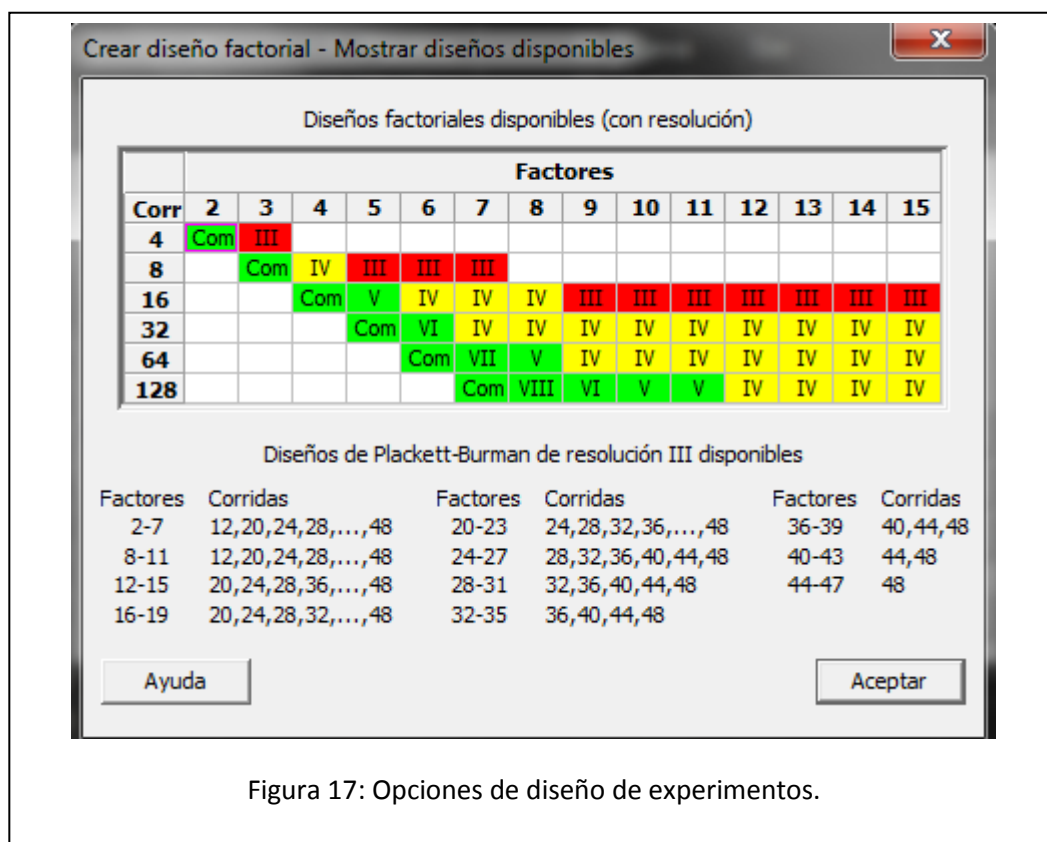 Crear diseño factorial - Mostrar diseños disponibles
Diseños factoriales disponibles (con resolución)
Factores
Corr 2 3 4 5 6 7 8 9 10 11 12 13 14 15
4 Com III
8 Com IV III III III
16 Com V IV IV IV III III III III III III III
32 Com VI IV IV IV IV IV IV IV IV IV
64 Com VII V IV IV IV IV IV IV IV
128 Com VIII VI V V IV IV IV IV
Diseños de Plackett-Burman de resolución III disponibles
Factores Corridas Factores Corridas Factores Corridas
2-7 12,20,24,28,...,48 20-23 24,28,32,36,...,48 36-39 40,44,48
8-11 12,20,24,28,...,48 24-27 28,32,36,40,44,48 40-43 44,48
12-15 20,24,28,36,...,48 28-31 32,36,40,44,48 44-47 48
16-19 20,24,28,32,...,48 32-35 36,40,44,48
Ayuda Aceptar
Figura 17: Opciones de diseño de experimentos.